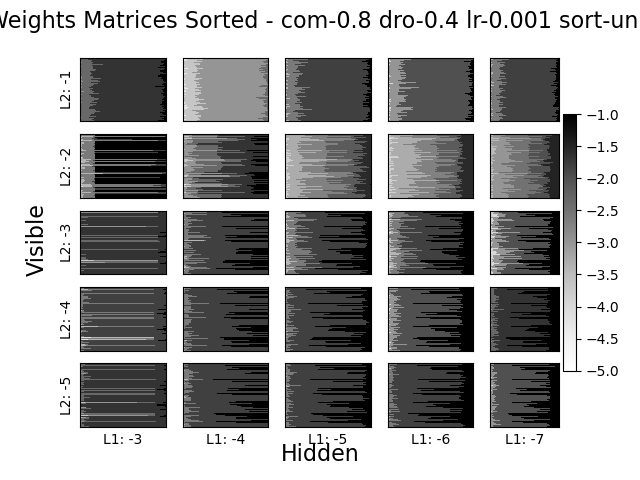 Weights Matrices Sorted - com-0.8 dro-0.4 lr-0.001 sort-un
L2: -1
L2: -2
L2: -3
L2: -4
L2: -5
Visible
L1: -3 L1: -4 L1: -5 L1: -6 L1: -7
Hidden
−1.0
−1.5
−2.0
−2.5
−3.0
−3.5
−4.0
−4.5
−5.0